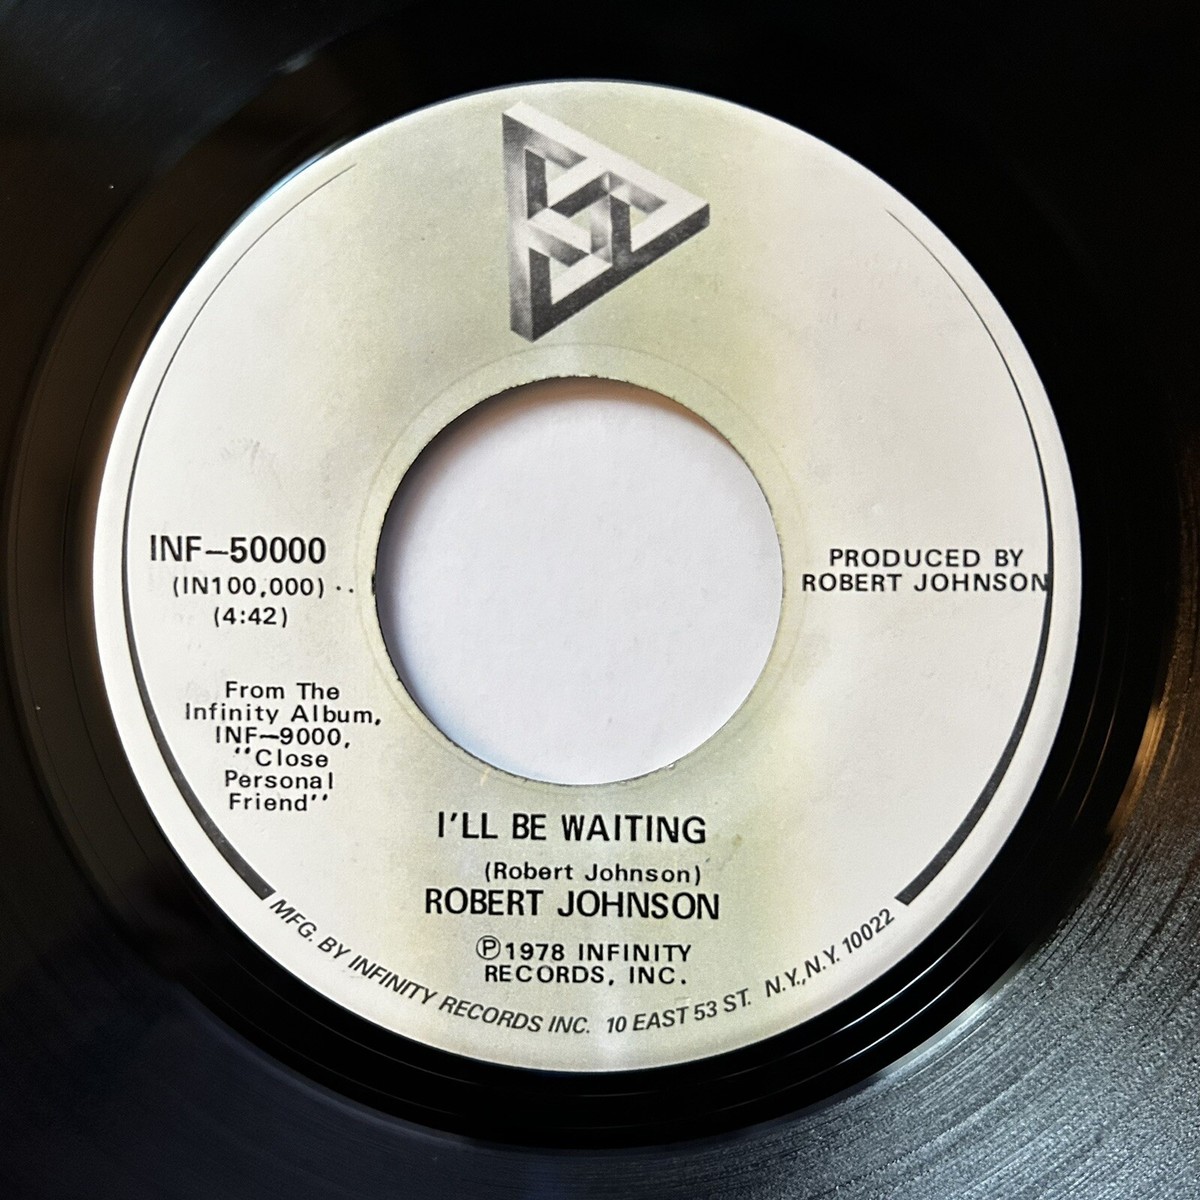 INF–50000
(IN100,000) ··
(4:42)
PRODUCED BY
ROBERT JOHNSON
From The
Infinity Album,
INF–9000,
"Close
Personal
Friend"
I'LL BE WAITING
(Robert Johnson)
ROBERT JOHNSON
℗1978 INFINITY
RECORDS, INC.
MFG. BY INFINITY RECORDS INC. 10 EAST 53 ST. N.Y.,N.Y. 10022